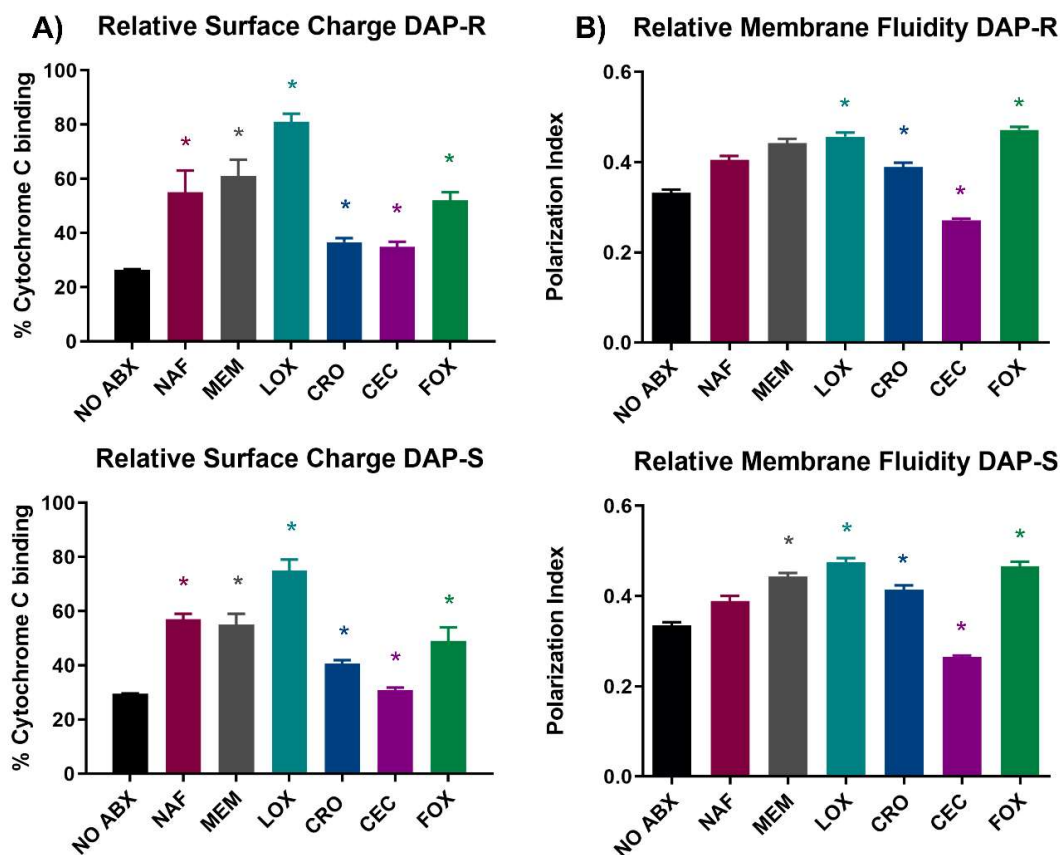 A) Relative Surface Charge DAP-R
% Cytochrome C binding
100
80
60
40
20
0
* * * * * *
NO ABX NAF MEM LOX CRO CEC FOX
B) Relative Membrane Fluidity DAP-R
Polarization Index
0.6
0.4
0.2
0.0
* * * *
NO ABX NAF MEM LOX CRO CEC FOX
Relative Surface Charge DAP-S
% Cytochrome C binding
100
80
60
40
20
0
* * * * * *
NO ABX NAF MEM LOX CRO CEC FOX
Relative Membrane Fluidity DAP-S
Polarization Index
0.6
0.4
0.2
0.0
* * * * *
NO ABX NAF MEM LOX CRO CEC FOX